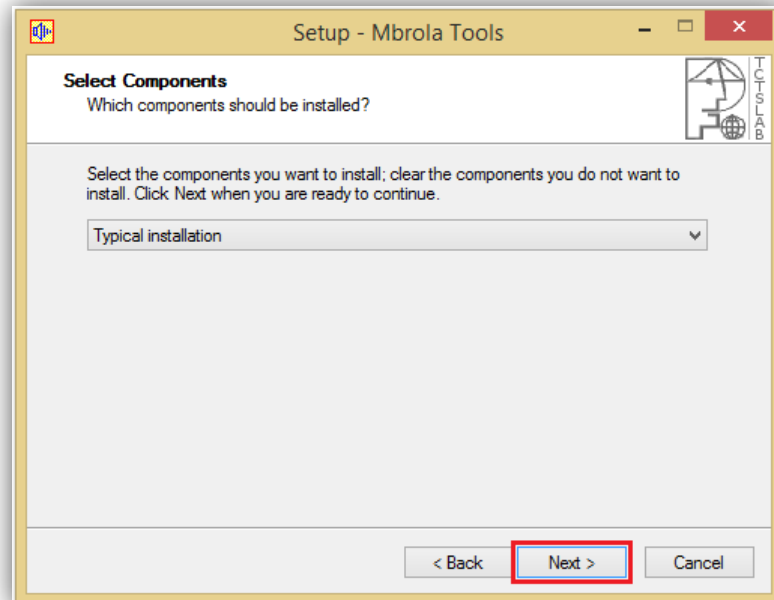 Setup - Mbrola Tools
Select Components
Which components should be installed?
TCTSLAB
Select the components you want to install; clear the components you do not want to
install. Click Next when you are ready to continue.
Typical installation
< Back
Next >
Cancel